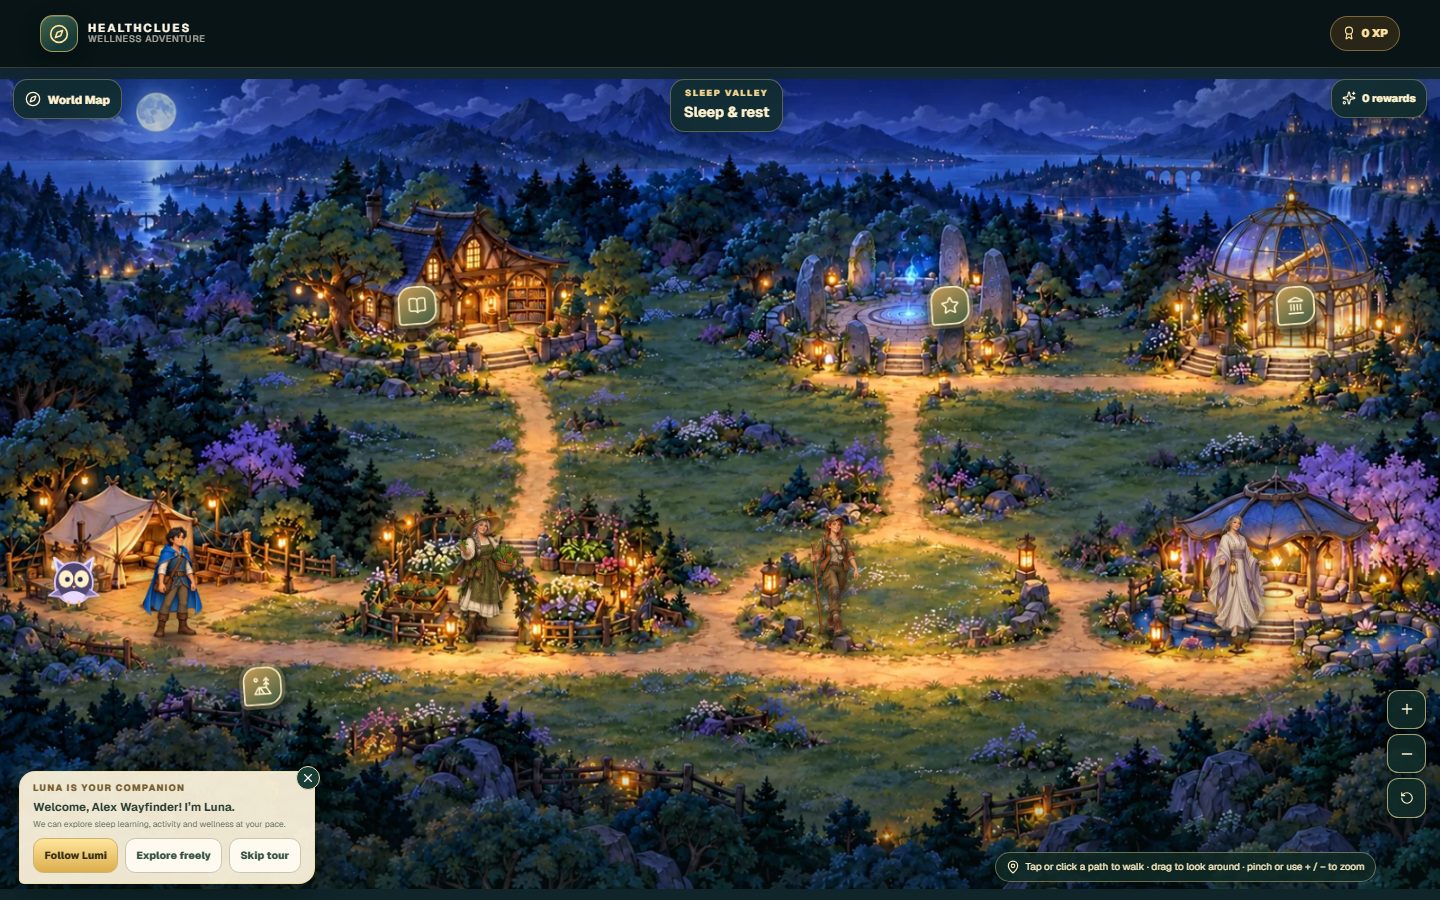 HEALTHCLUES
WELLNESS ADVENTURE
0 XP
World Map
SLEEP VALLEY
Sleep & rest
0 rewards
LUNA IS YOUR COMPANION
Welcome, Alex Wayfinder! I'm Luna.
We can explore sleep learning, activity and wellness at your pace.
Follow Lumi
Explore freely
Skip tour
Tap or click a path to walk · drag to look around · pinch or use + / − to zoom